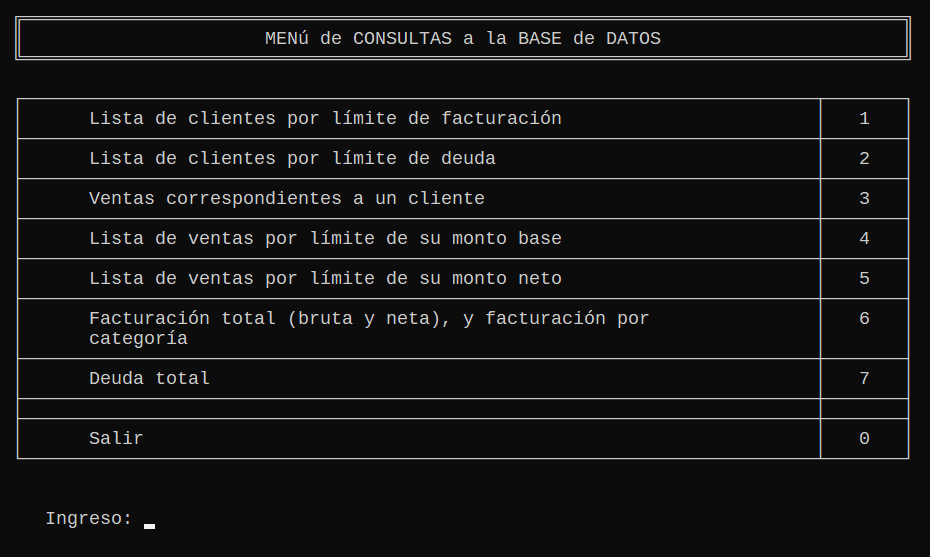 MENú de CONSULTAS a la BASE de DATOS
Lista de clientes por límite de facturación 1
Lista de clientes por límite de deuda 2
Ventas correspondientes a un cliente 3
Lista de ventas por límite de su monto base 4
Lista de ventas por límite de su monto neto 5
Facturación total (bruta y neta), y facturación por 6
categoría
Deuda total 7
Salir 0
Ingreso: